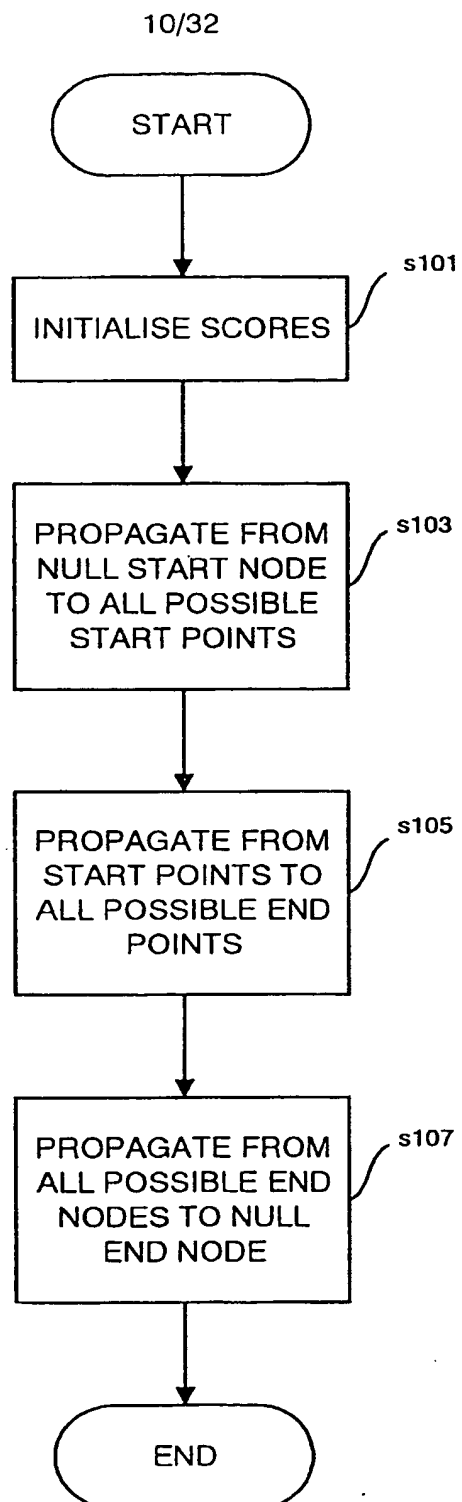 10/32
START
s101
INITIALISE SCORES
s103
PROPAGATE FROM
NULL START NODE
TO ALL POSSIBLE
START POINTS
s105
PROPAGATE FROM
START POINTS TO
ALL POSSIBLE END
POINTS
s107
PROPAGATE FROM
ALL POSSIBLE END
NODES TO NULL
END NODE
END